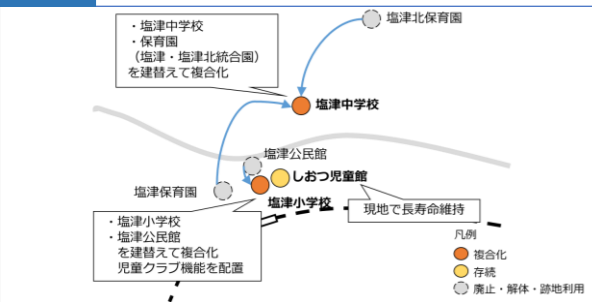 ・塩津中学校
・保育園
（塩津・塩津北統合園）
を建替えて複合化
塩津北保育園
塩津中学校
塩津公民館
しおつ児童館
塩津保育園
塩津小学校
現地で長寿命維持
・塩津小学校
・塩津公民館
を建替えて複合化
児童クラブ機能を配置
凡例
複合化
存続
廃止・解体・跡地利用